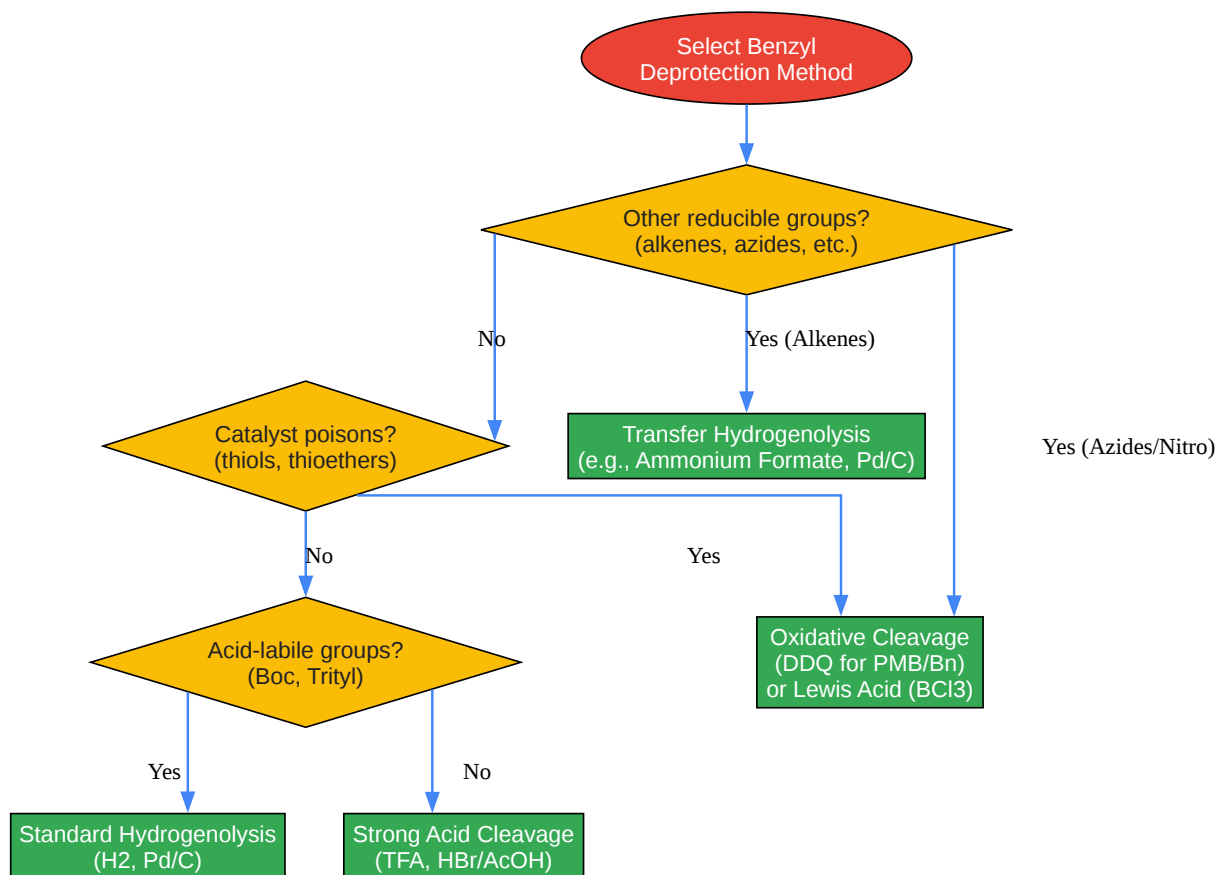 Select Benzyl
Deprotection Method
Other reducible groups?
(alkenes, azides, etc.)
No
Yes (Alkenes)
Catalyst poisons?
(thiols, thioethers)
Transfer Hydrogenolysis
(e.g., Ammonium Formate, Pd/C)
Yes (Azides/Nitro)
No
Yes
Acid-labile groups?
(Boc, Trityl)
Oxidative Cleavage
(DDQ for PMB/Bn)
or Lewis Acid (BCl3)
Yes
No
Standard Hydrogenolysis
(H2, Pd/C)
Strong Acid Cleavage
(TFA, HBr/AcOH)